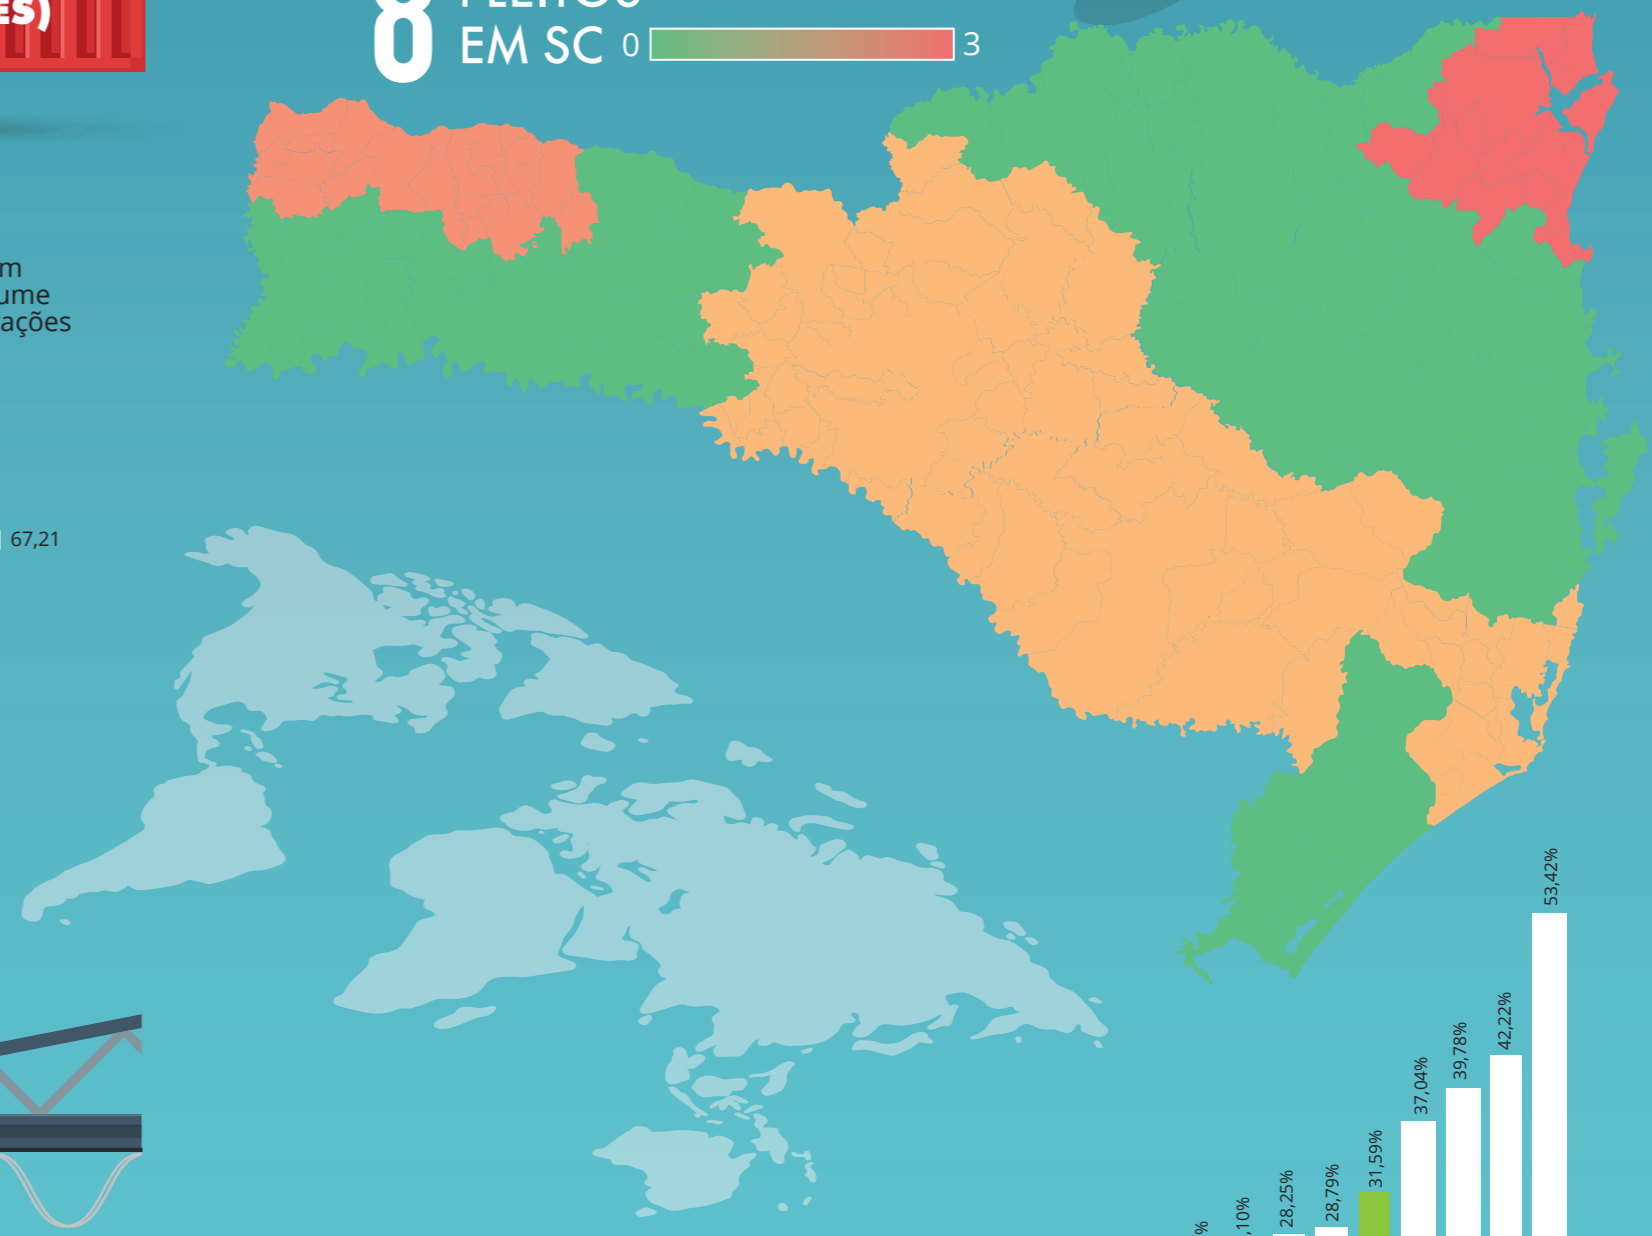 ES)
8
PLEITOS
EM SC 0 3
m
ume
ações
67,21
%
,10%
28,25%
28,79%
31,59%
37,04%
39,78%
42,22%
53,42%